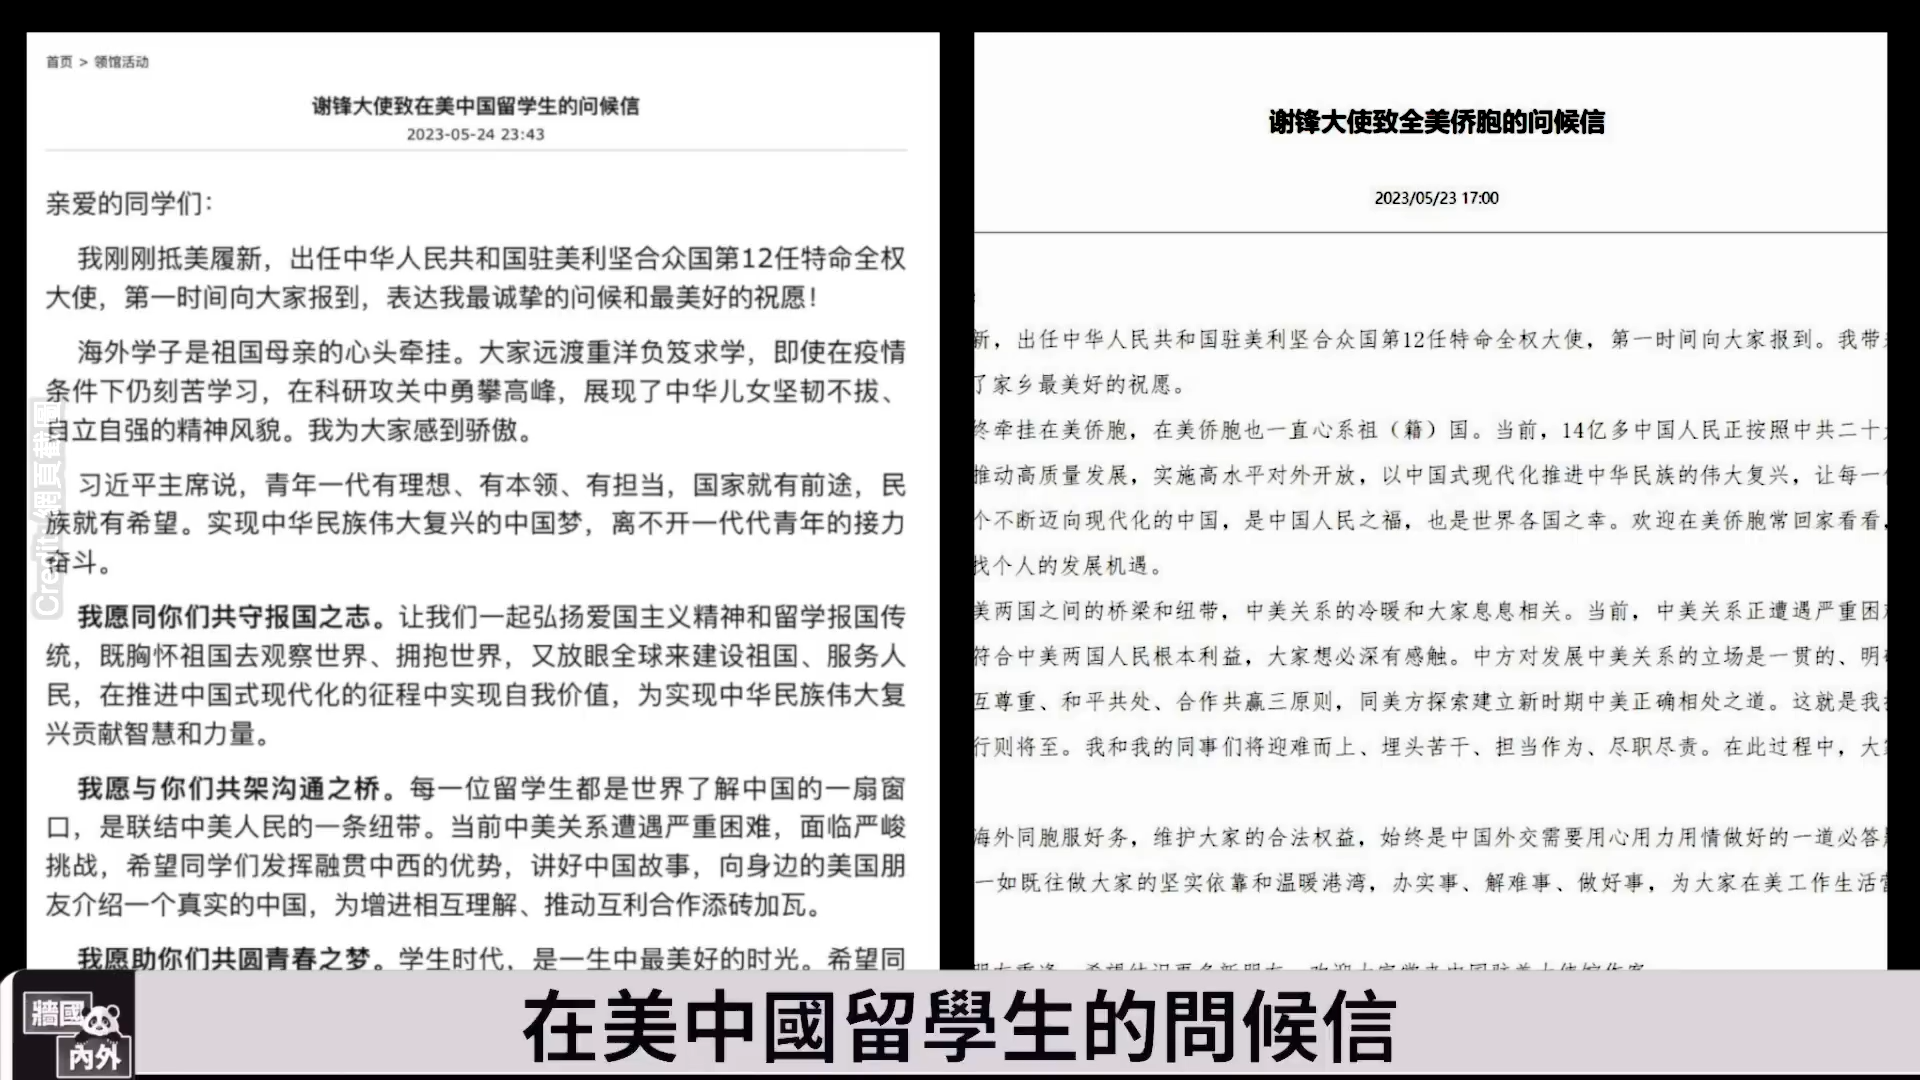 首页 > 领馆活动
谢锋大使致在美中国留学生的问候信
2023-05-24 23:43
亲爱的同学们：
我刚刚抵美履新，出任中华人民共和国驻美利坚合众国第12任特命全权
大使，第一时间向大家报到，表达我最诚挚的问候和最美好的祝愿！
海外学子是祖国母亲的心头牵挂。大家远渡重洋负笈求学，即使在疫情
条件下仍刻苦学习，在科研攻关中勇攀高峰，展现了中华儿女坚韧不拔、
自立自强的精神风貌。我为大家感到骄傲。
习近平主席说，青年一代有理想、有本领、有担当，国家就有前途，民
族就有希望。实现中华民族伟大复兴的中国梦，离不开一代代青年的接力
奋斗。
我愿同你们共守报国之志。让我们一起弘扬爱国主义精神和留学报国传
统，既胸怀祖国去观察世界、拥抱世界，又放眼全球来建设祖国、服务人
民，在推进中国式现代化的征程中实现自我价值，为实现中华民族伟大复
兴贡献智慧和力量。
我愿与你们共架沟通之桥。每一位留学生都是世界了解中国的一扇窗
口，是联结中美人民的一条纽带。当前中美关系遭遇严重困难，面临严峻
挑战，希望同学们发挥融贯中西的优势，讲好中国故事，向身边的美国朋
友介绍一个真实的中国，为增进相互理解、推动互利合作添砖加瓦。
我愿助你们共圆青春之梦。学生时代，是一生中最美好的时光。希望同
谢锋大使致全美侨胞的问候信
2023/05/23 17:00
新，出任中华人民共和国驻美利坚合众国第12任特命全权大使，第一时间向大家报到。我带
了家乡最美好的祝愿。
终牵挂在美侨胞，在美侨胞也一直心系祖（籍）国。当前，14亿多中国人民正按照中共二十
推动高质量发展，实施高水平对外开放，以中国式现代化推进中华民族的伟大复兴，让每一
个不断迈向现代化的中国，是中国人民之福，也是世界各国之幸。欢迎在美侨胞常回家看看，
找个人的发展机遇。
美两国之间的桥梁和纽带，中美关系的冷暖和大家息息相关。当前，中美关系正遭遇严重困
符合中美两国人民根本利益，大家想必深有感触。中方对发展中美关系的立场是一贯的、明
互尊重、和平共处、合作共赢三原则，同美方探索建立新时期中美正确相处之道。这就是我
行则将至。我和我的同事们将迎难而上、埋头苦干、担当作为、尽职尽责。在此过程中，大
海外同胞服好务，维护大家的合法权益，始终是中国外交需要用心用力用情做好的一道必答
一如既往做大家的坚实依靠和温暖港湾，办实事、解难事、做好事，为大家在美工作生活
Credit/網頁截圖
牆國
內外
在美中國留學生的問候信